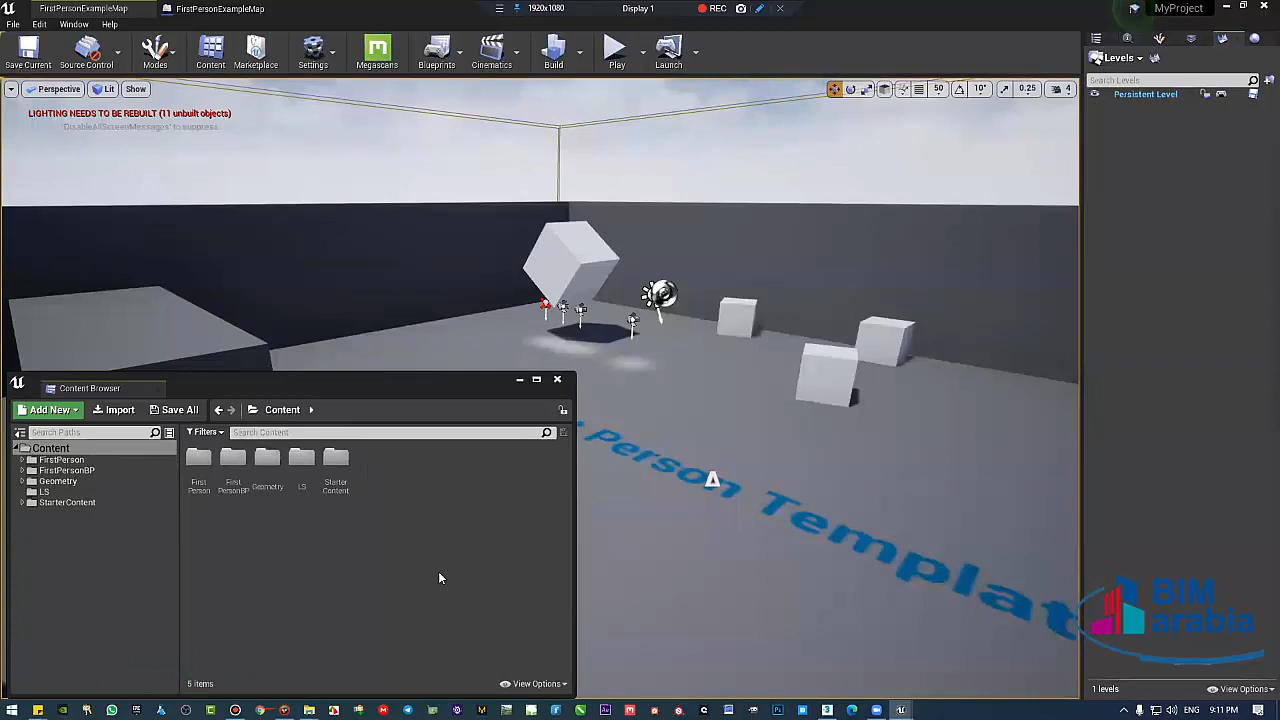 FirstPersonExampleMap
FirstPersonExampleMap
1920x1080
Display 1
REC
MyProject
File Edit Window Help
Save Current
Source Control
Modes
Content
Marketplace
Settings
Megascans
Blueprints
Cinematics
Build
Play
Launch
Levels
Search Levels
Persistent Level
Perspective
Lit
Show
50
10°
0.25
4
LIGHTING NEEDS TO BE REBUILT (11 unbuilt objects)
'DisableAllScreenMessages' to suppress
Content Browser
Add New
Import
Save All
Content
Search Paths
Filters
Search Content
Content
FirstPerson
FirstPersonBP
Geometry
LS
StarterContent
First Person
First PersonBP
Geometry
LS
Starter Content
5 items
View Options
person Templat
BIM
arabia
1 levels
View Options
ENG
9:11 PM